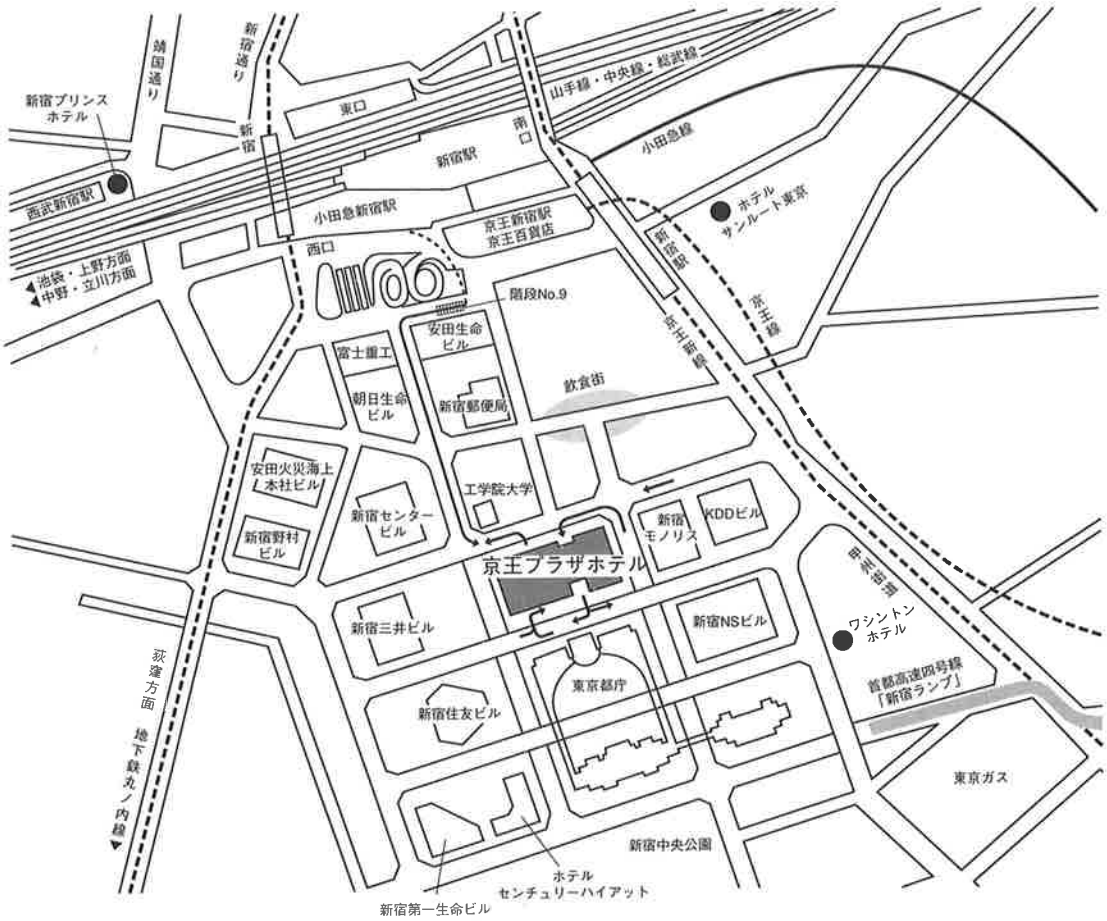 靖国通り
新宿通り
新宿プリンス
ホテル
新宿
東口
南口
山手線・中央線・総武線
小田急線
新宿駅
西武新宿駅
小田急新宿駅
京王新宿駅
京王百貨店
ホテル
サンルート東京
新宿駅
西口
◀池袋・上野方面
◀中野・立川方面
階段No.9
京王新線
京王線
安田生命
ビル
富士重工
朝日生命
ビル
新宿郵便局
飲食街
安田火災海上
本社ビル
新宿センター
ビル
工学院大学
新宿野村
ビル
新宿
モノリス
KDDビル
京王プラザホテル
甲州街道
新宿三井ビル
新宿NSビル
ワシントン
ホテル
東京都庁
首都高速四号線
「新宿ランプ」
新宿住友ビル
荻窪方面
地下鉄丸ノ内線▶
東京ガス
新宿中央公園
ホテル
センチュリーハイアット
新宿第一生命ビル